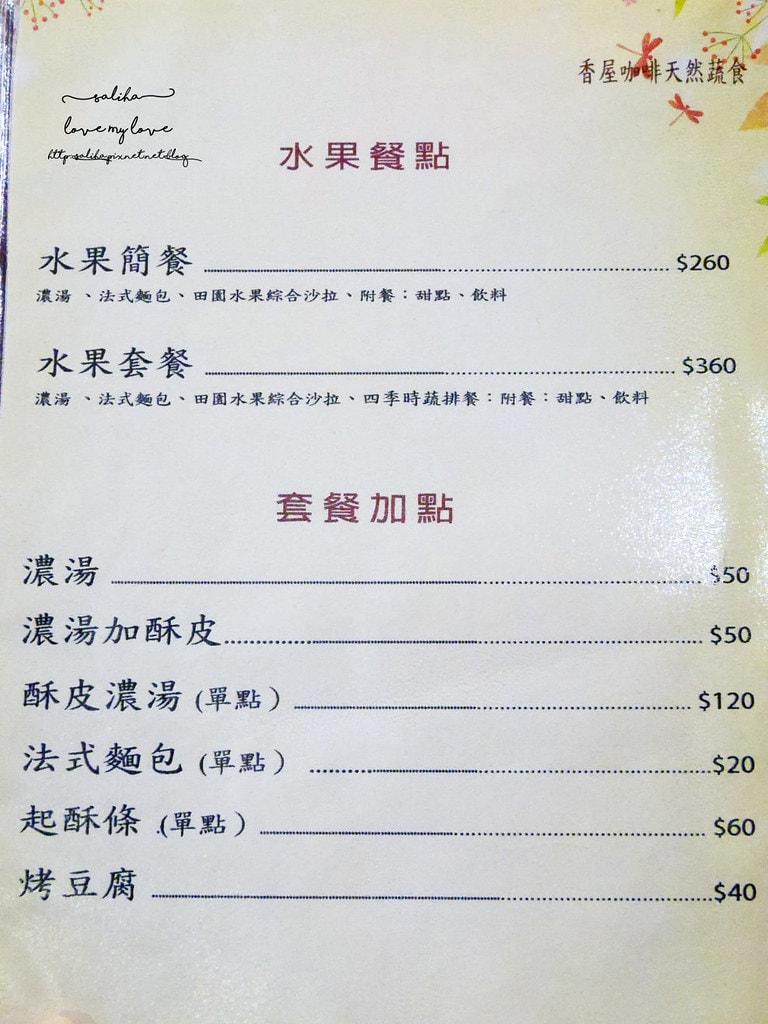 香屋咖啡天然蔬食
saliha
love my love
http:saliha.pixnet.net/blog
水果餐點
水果簡餐 $260
濃湯、法式麵包、田園水果綜合沙拉、附餐：甜點、飲料
水果套餐 $360
濃湯、法式麵包、田園水果綜合沙拉、四季時蔬排餐：附餐：甜點、飲料
套餐加點
濃湯 $50
濃湯加酥皮 $50
酥皮濃湯 (單點) $120
法式麵包 (單點) $20
起酥條 (單點) $60
烤豆腐 $40